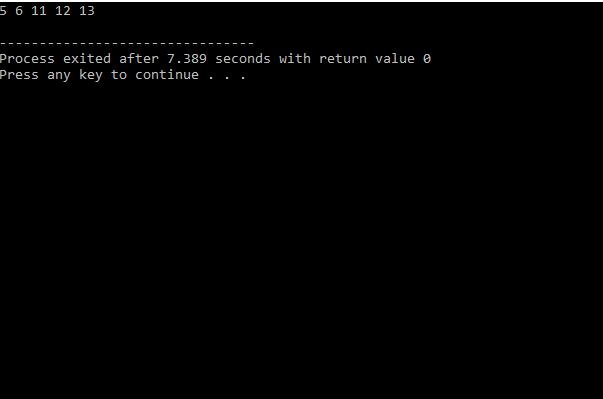 5 6 11 12 13
--------------------------------
Process exited after 7.389 seconds with return value 0
Press any key to continue . . .